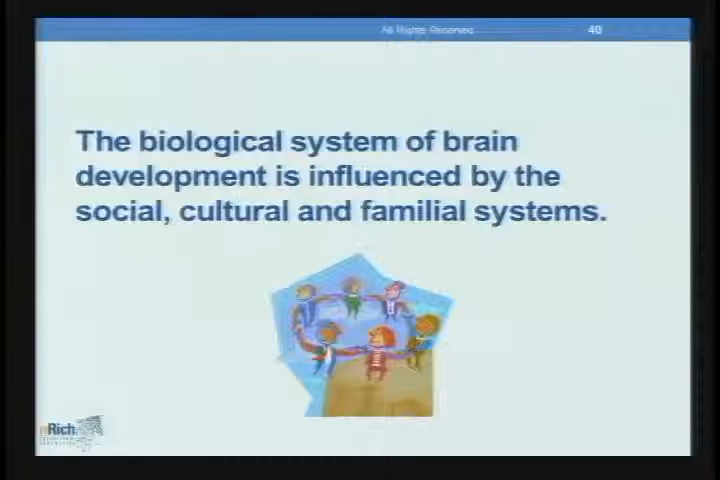 All Rights Reserved
40
The biological system of brain
development is influenced by the
social, cultural and familial systems.
nRich